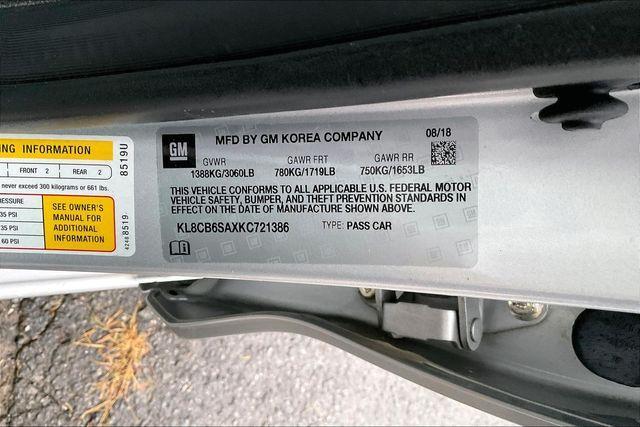 ING INFORMATION
FRONT 2 REAR 2
never exceed 300 kilograms or 661 lbs.
RESSURE
35 PSI
35 PSI
60 PSI
SEE OWNER'S
MANUAL FOR
ADDITIONAL
INFORMATION
8519U
42488519
GM
MFD BY GM KOREA COMPANY
08/18
GVWR GAWR FRT GAWR RR
1388KG/3060LB 780KG/1719LB 750KG/1653LB
THIS VEHICLE CONFORMS TO ALL APPLICABLE U.S. FEDERAL MOTOR
VEHICLE SAFETY, BUMPER, AND THEFT PREVENTION STANDARDS IN
EFFECT ON THE DATE OF MANUFACTURE SHOWN ABOVE.
KL8CB6SAXKC721386 TYPE: PASS CAR